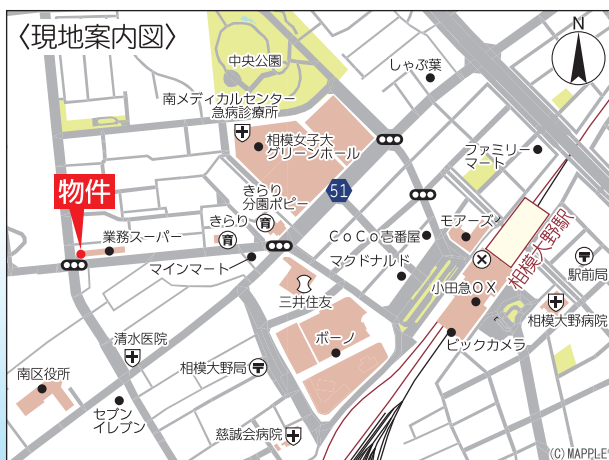 〈現地案内図〉
N
中央公園
しゃぶ葉
南メディカルセンター
急病診療所
相模女子大
グリーンホール
ファミリー
マート
物件
51
きらり
分園ポピー
きらり
育
育
モアーズ
業務スーパー
CoCo壱番屋
相模大野駅
マインマート
マクドナルド
駅前局
三井住友
小田急OX
相模大野病院
清水医院
ボーノ
ビックカメラ
相模大野局
南区役所
セブン
イレブン
慈誠会病院
(C) MAPPLE